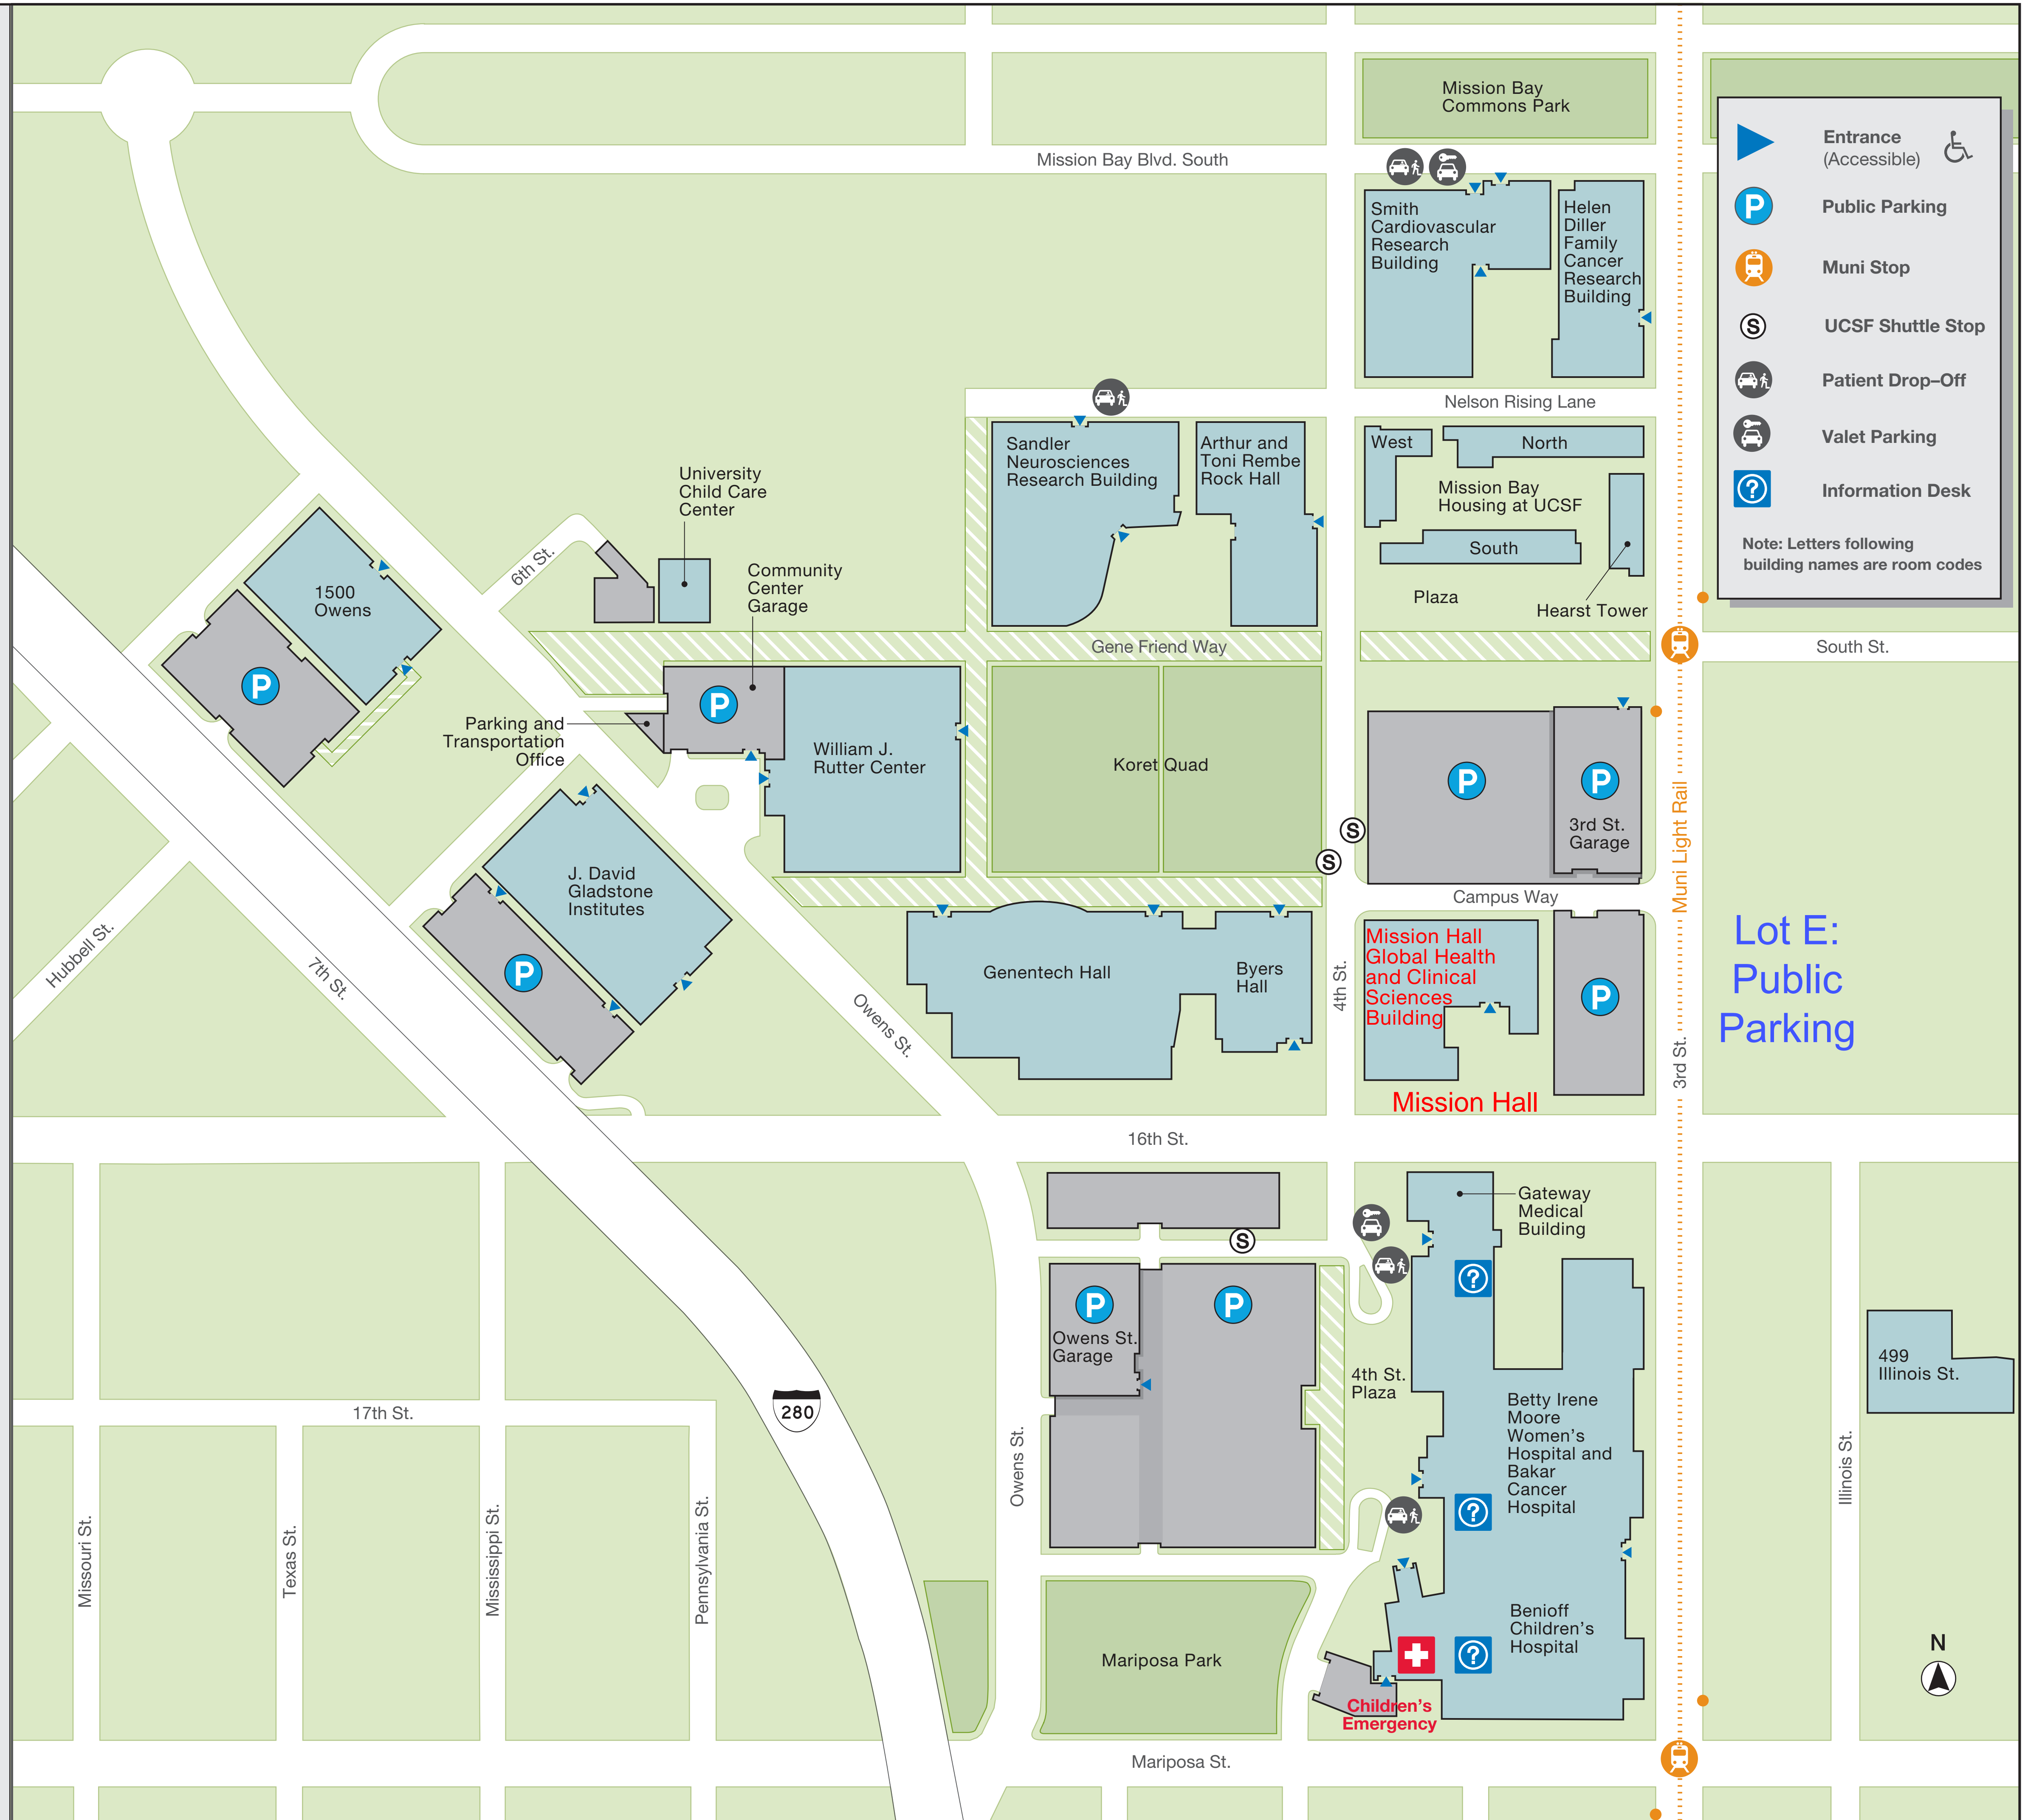 Mission Bay
Commons Park
Mission Bay Blvd. South
Entrance
(Accessible)
P
Public Parking
Muni Stop
S
UCSF Shuttle Stop
Patient Drop–Off
Valet Parking
?
Information Desk
Note: Letters following
building names are room codes
Smith
Cardiovascular
Research
Building
Helen
Diller
Family
Cancer
Research
Building
Nelson Rising Lane
Sandler
Neurosciences
Research Building
Arthur and
Toni Rembe
Rock Hall
West
North
Mission Bay
Housing at UCSF
South
Plaza
Hearst Tower
University
Child Care
Center
6th St.
Community
Center
Garage
1500
Owens
P
Gene Friend Way
South St.
P
Parking and
Transportation
Office
William J.
Rutter Center
Koret Quad
P
P
3rd St.
Garage
S
S
Muni Light Rail
Campus Way
J. David
Gladstone
Institutes
P
Hubbell St.
7th St.
Owens St.
Genentech Hall
Byers
Hall
4th St.
Mission Hall
Global Health
and Clinical
Sciences
Building
P
Mission Hall
3rd St.
Lot E:
Public
Parking
16th St.
Gateway
Medical
Building
S
?
P
P
Owens St.
Garage
4th St.
Plaza
499
Illinois St.
Betty Irene
Moore
Women's
Hospital and
Bakar
Cancer
Hospital
?
280
17th St.
Owens St.
Illinois St.
Missouri St.
Texas St.
Mississippi St.
Pennsylvania St.
Benioff
Children's
Hospital
?
Mariposa Park
Children's
Emergency
N
Mariposa St.